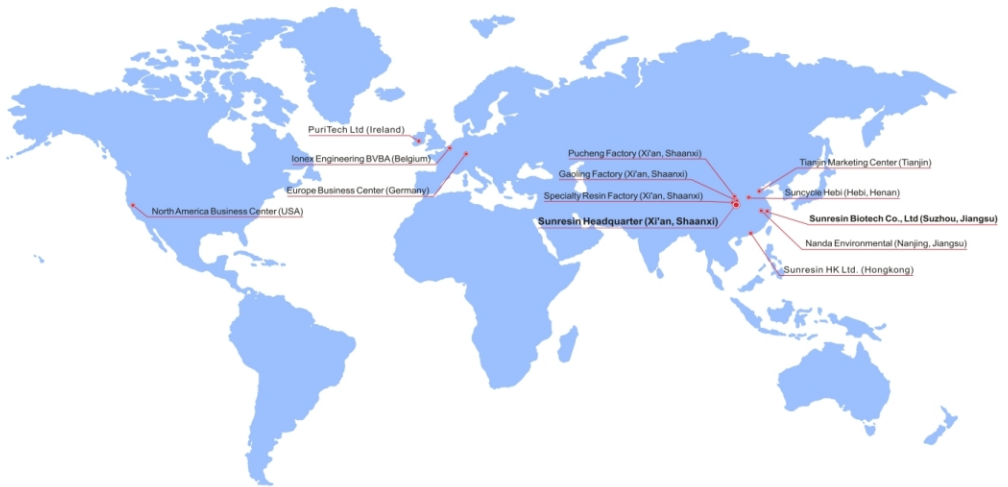 PuriTech Ltd (Ireland)
Ionex Engineering BVBA (Belgium)
Europe Business Center (Germany)
North America Business Center (USA)
Pucheng Factory (Xi'an, Shaanxi)
Gaoling Factory (Xi'an, Shaanxi)
Specialty Resin Factory (Xi'an, Shaanxi)
Sunresin Headquarter (Xi'an, Shaanxi)
Tianjin Marketing Center (Tianjin)
Suncycle Hebi (Hebi, Henan)
Sunresin Biotech Co., Ltd (Suzhou, Jiangsu)
Nanda Environmental (Nanjing, Jiangsu)
Sunresin HK Ltd. (Hongkong)